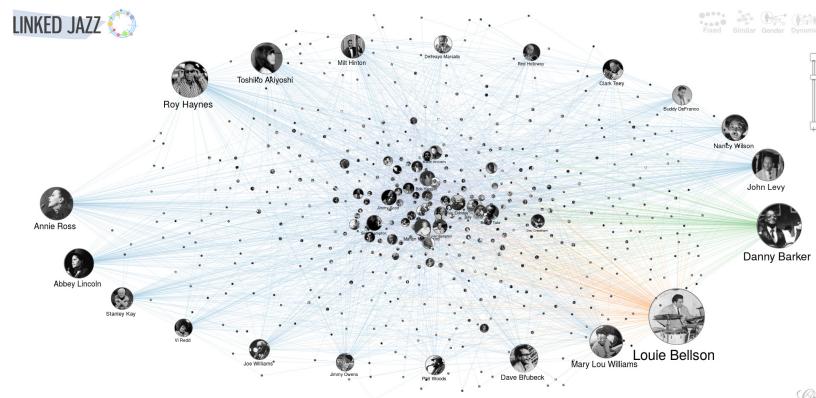 LINKED JAZZ
Fixed Similar Gender Dynamic
Roy Haynes
Toshiko Akiyoshi
Milt Hinton
Delfeayo Marsalis
Red Holloway
Clark Terry
Buddy DeFranco
Nancy Wilson
John Levy
Annie Ross
Danny Barker
Abbey Lincoln
Stanley Kay
Vi Redd
Joe Williams
Jimmy Owens
Phil Woods
Dave Brubeck
Mary Lou Williams
Louie Bellson